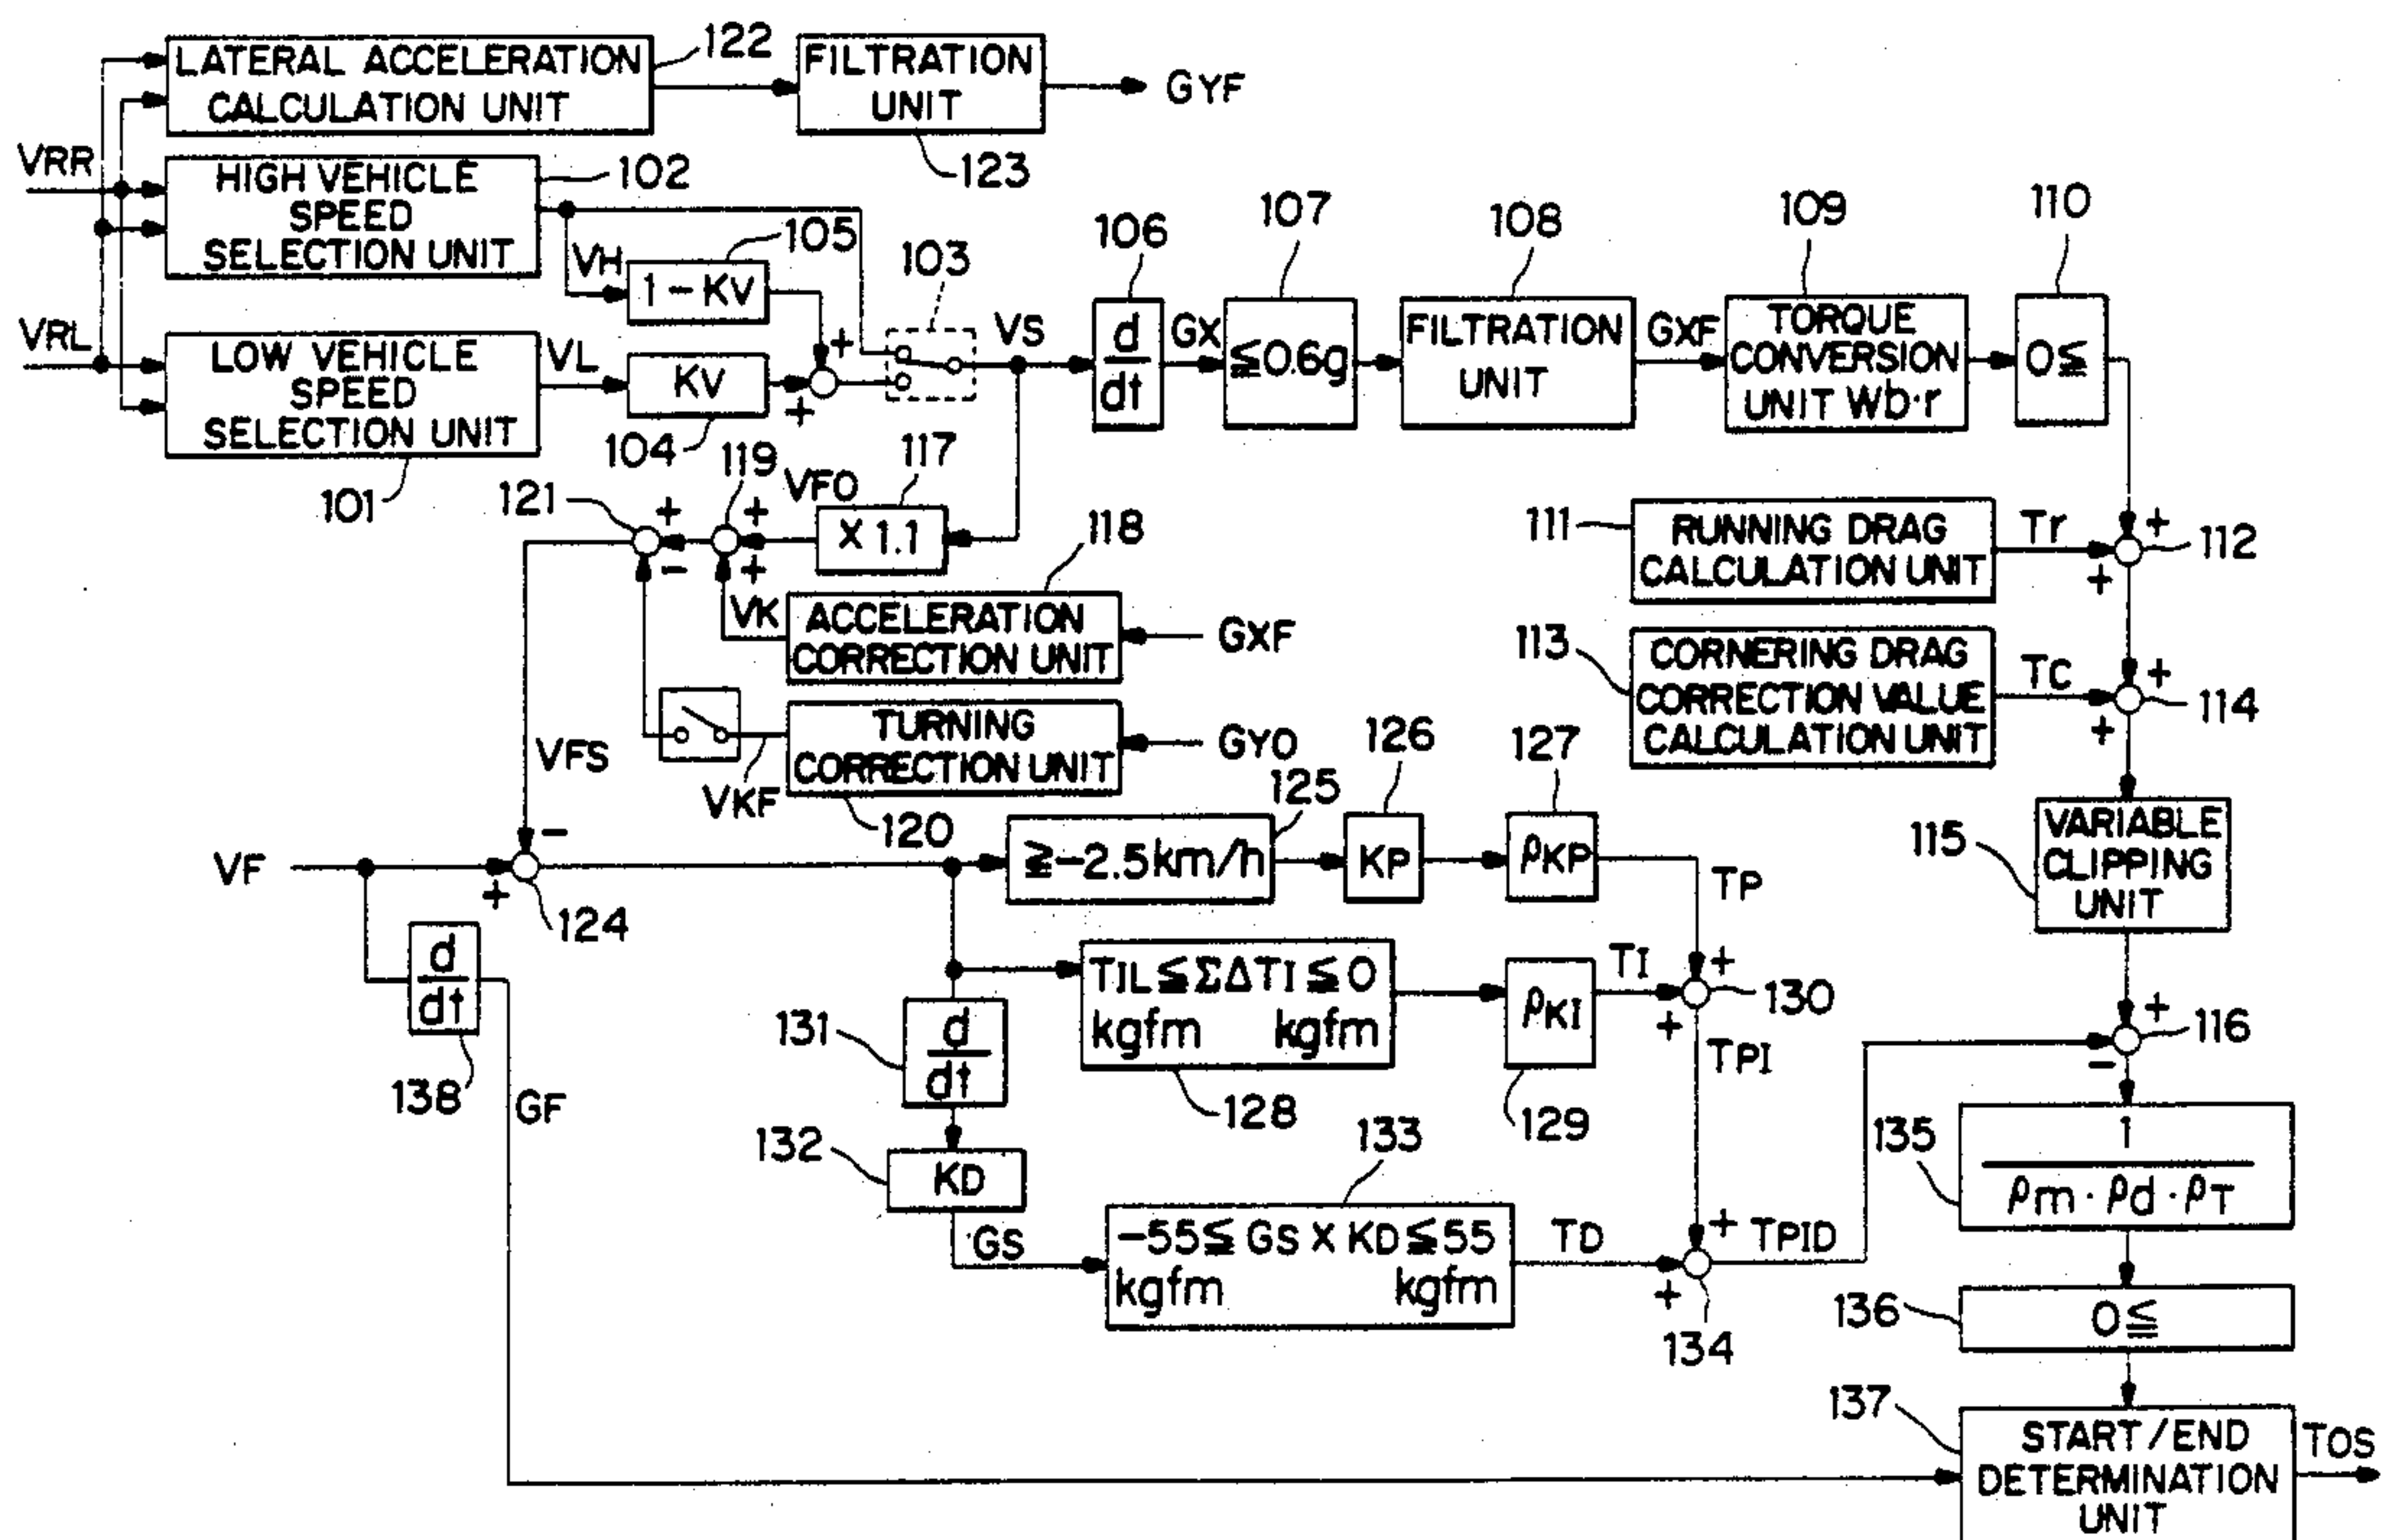 LATERAL ACCELERATION
CALCULATION UNIT
122
FILTRATION
UNIT
123
GYF
VRR
HIGH VEHICLE
SPEED
SELECTION UNIT
102
VH
105
1-KV
103
VRL
LOW VEHICLE
SPEED
SELECTION UNIT
101
VL
KV
104
+
+
VS
106
d
dt
GX
107
≦0.6g
108
FILTRATION
UNIT
GXF
109
TORQUE
CONVERSION
UNIT Wb·r
110
0≦
121
119
VFO
117
X 1.1
+
+
-
+
118
VK
ACCELERATION
CORRECTION UNIT
GXF
TURNING
CORRECTION UNIT
GYO
VKF
120
VFS
111
RUNNING DRAG
CALCULATION UNIT
Tr
+
+
112
113
CORNERING DRAG
CORRECTION VALUE
CALCULATION UNIT
TC
+
+
114
115
VARIABLE
CLIPPING
UNIT
VF
-
+
124
125
≧-2.5km/h
126
KP
127
ρKP
TP
d
dt
138
GF
TIL≦ΣΔTI≦0
kgfm kgfm
128
ρKI
129
TI
+
+
130
TPI
131
d
dt
132
KD
GS
133
-55≦GS X KD≦55
kgfm kgfm
TD
+
+
134
TPID
+
-
116
135
1
ρm·ρd·ρT
136
0≦
137
START/END
DETERMINATION
UNIT
TOS